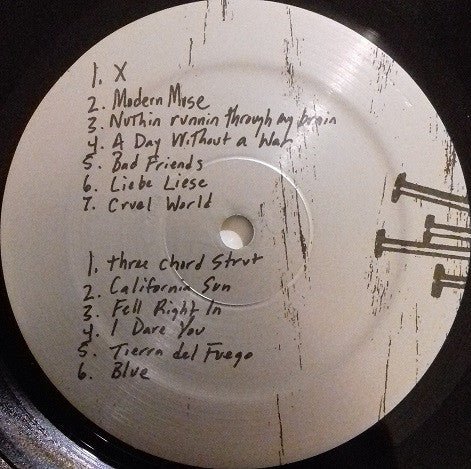 1. X
2. Modern Muse
3. Nuthin runnin through my brain
4. A Day Without a War
5. Bad Friends
6. Liebe Liese
7. Cruel World
1. three chord strut
2. California Sun
3. Fell Right In
4. I Dare You
5. Tierra del Fuego
6. Blue